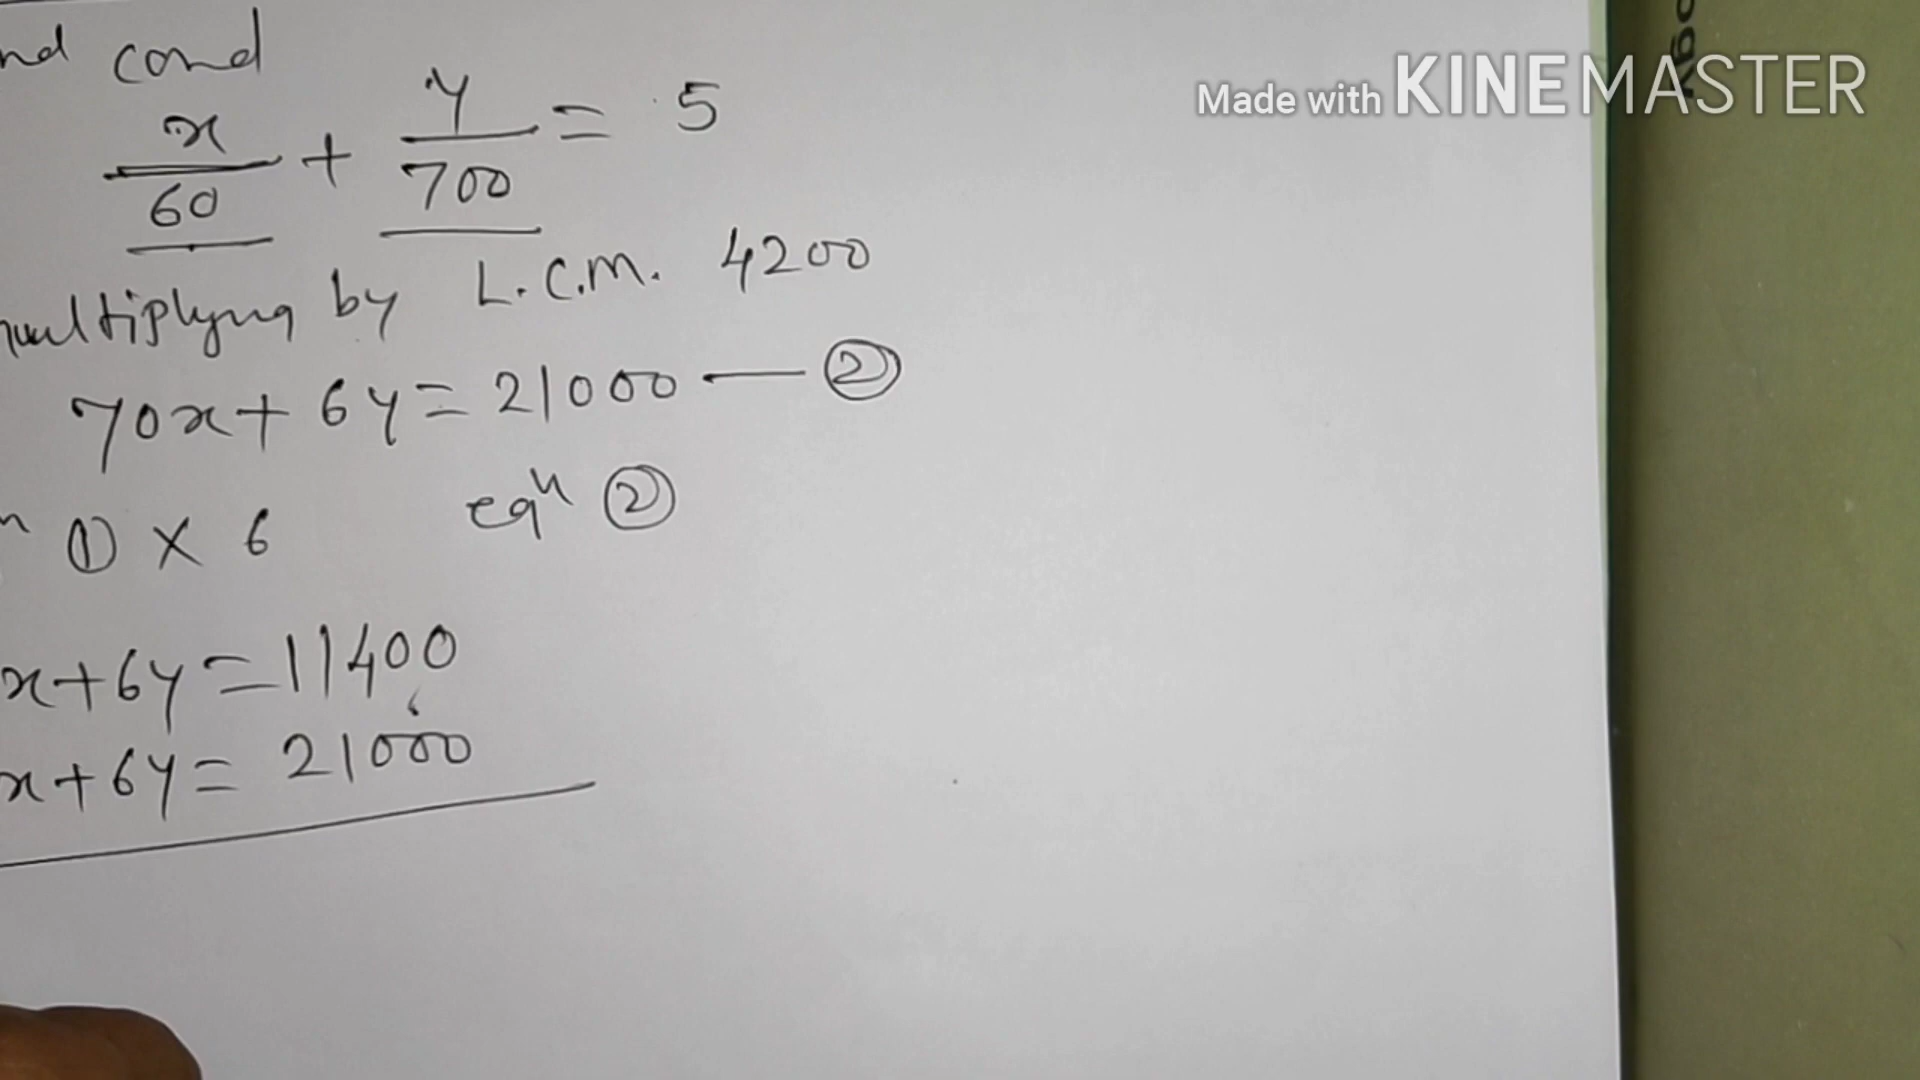 Made with KINEMASTER
nd cond
x/60 + y/700 = 5
multiplying by L.C.M. 4200
70x + 6y = 21000 — ②
① × 6 eqn ②
x + 6y = 11400
x + 6y = 21000